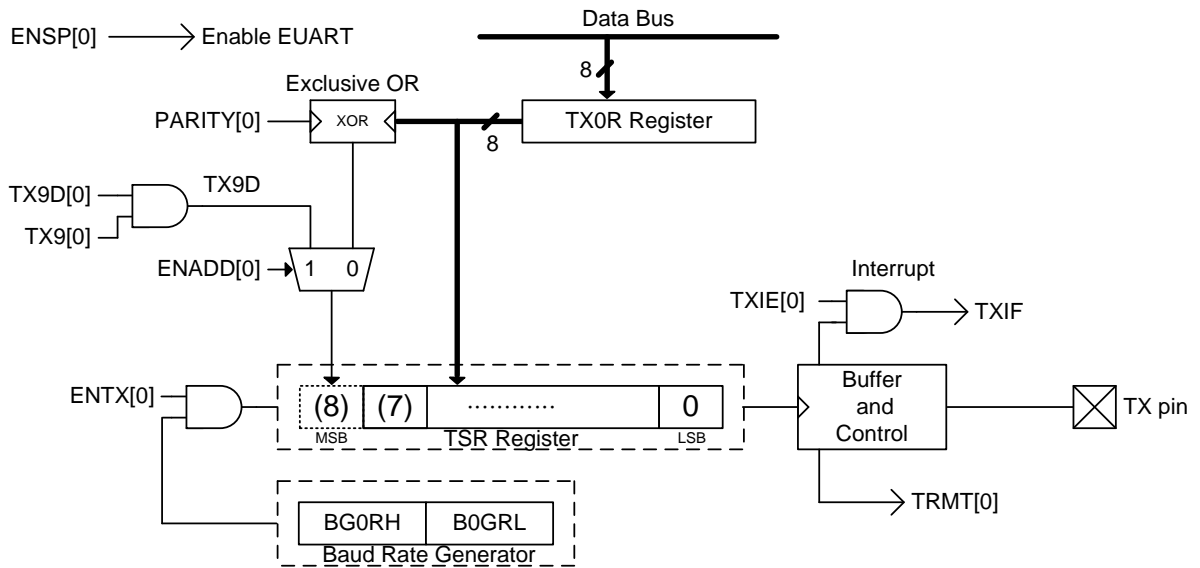 Data Bus
ENSP[0]
Enable EUART
8
Exclusive OR
PARITY[0]
XOR
TX0R Register
8
TX9D[0]
TX9D
TX9[0]
ENADD[0]
1 0
Interrupt
TXIE[0]
TXIF
ENTX[0]
(8) (7) ............ 0
MSB
TSR Register
LSB
Buffer
and
Control
TX pin
TRMT[0]
BG0RH B0GRL
Baud Rate Generator